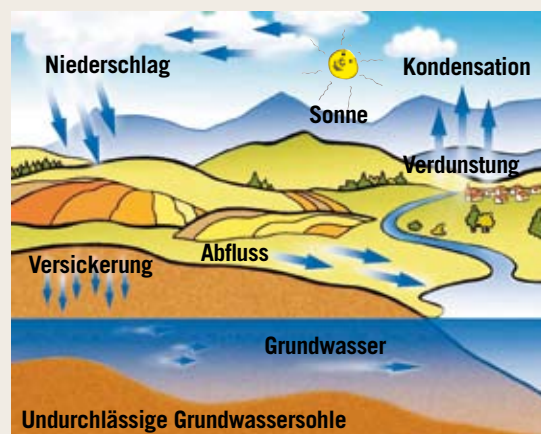 Niederschlag
Kondensation
Sonne
Verdunstung
Abfluss
Versickerung
Grundwasser
Undurchlässige Grundwassersohle